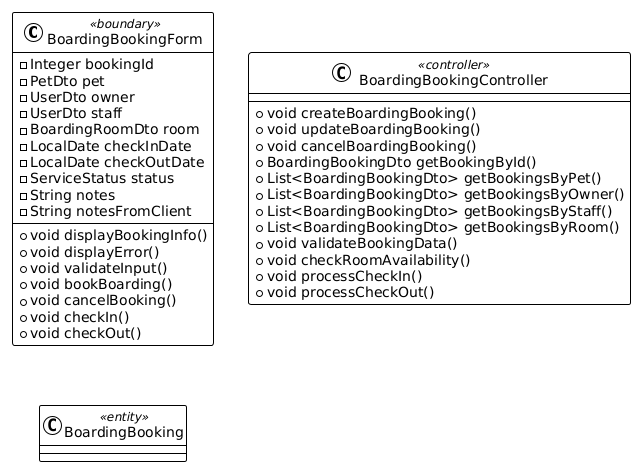 C
«boundary»
BoardingBookingForm
Integer bookingId
PetDto pet
UserDto owner
UserDto staff
BoardingRoomDto room
LocalDate checkInDate
LocalDate checkOutDate
ServiceStatus status
String notes
String notesFromClient
void displayBookingInfo()
void displayError()
void validateInput()
void bookBoarding()
void cancelBooking()
void checkIn()
void checkOut()
C
«controller»
BoardingBookingController
void createBoardingBooking()
void updateBoardingBooking()
void cancelBoardingBooking()
BoardingBookingDto getBookingById()
List<BoardingBookingDto> getBookingsByPet()
List<BoardingBookingDto> getBookingsByOwner()
List<BoardingBookingDto> getBookingsByStaff()
List<BoardingBookingDto> getBookingsByRoom()
void validateBookingData()
void checkRoomAvailability()
void processCheckIn()
void processCheckOut()
C
«entity»
BoardingBooking